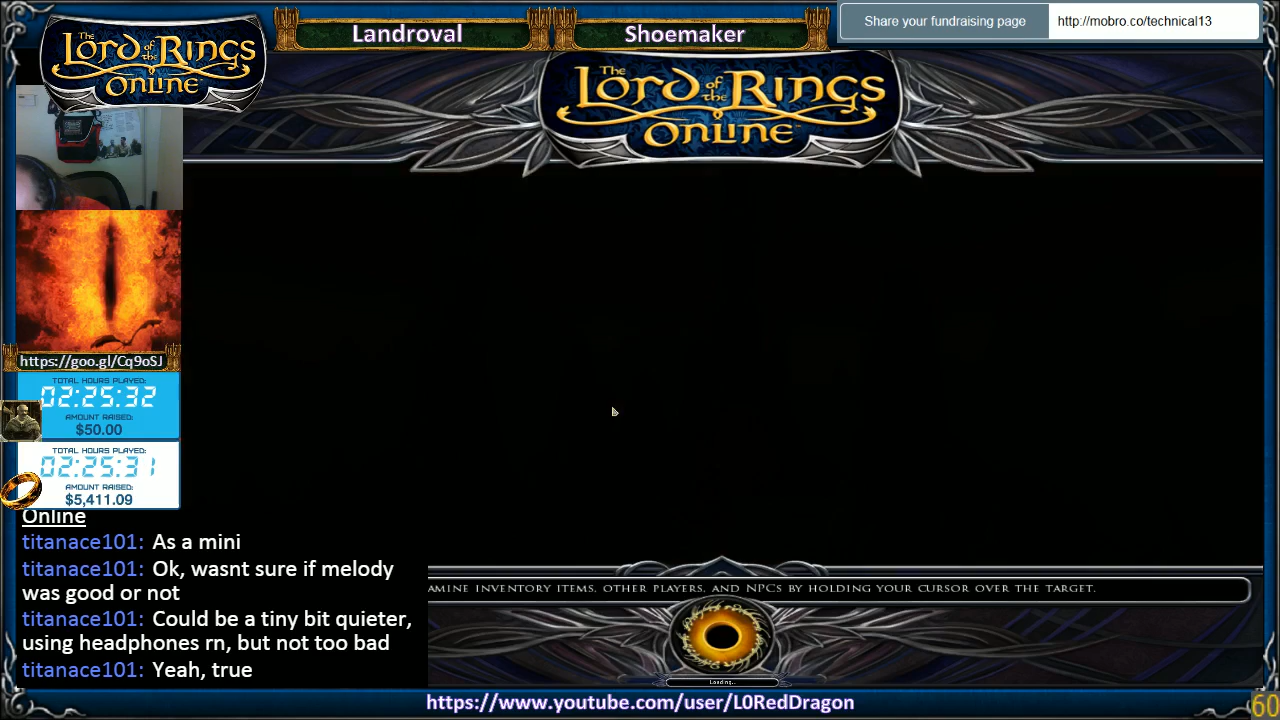 The Lord of the Rings Online
Landroval
Shoemaker
Share your fundraising page
http://mobro.co/technical13
The Lord of the Rings Online
https://goo.gl/Cq9oSJ
TOTAL HOURS PLAYED:
02:25:32
AMOUNT RAISED:
$50.00
TOTAL HOURS PLAYED:
02:25:31
AMOUNT RAISED:
$5,411.09
Online
titanace101: As a mini
titanace101: Ok, wasnt sure if melody
was good or not
titanace101: Could be a tiny bit quieter,
using headphones rn, but not too bad
titanace101: Yeah, true
AMINE INVENTORY ITEMS, OTHER PLAYERS, AND NPCS BY HOLDING YOUR CURSOR OVER THE TARGET.
Loading...
https://www.youtube.com/user/L0RedDragon
60